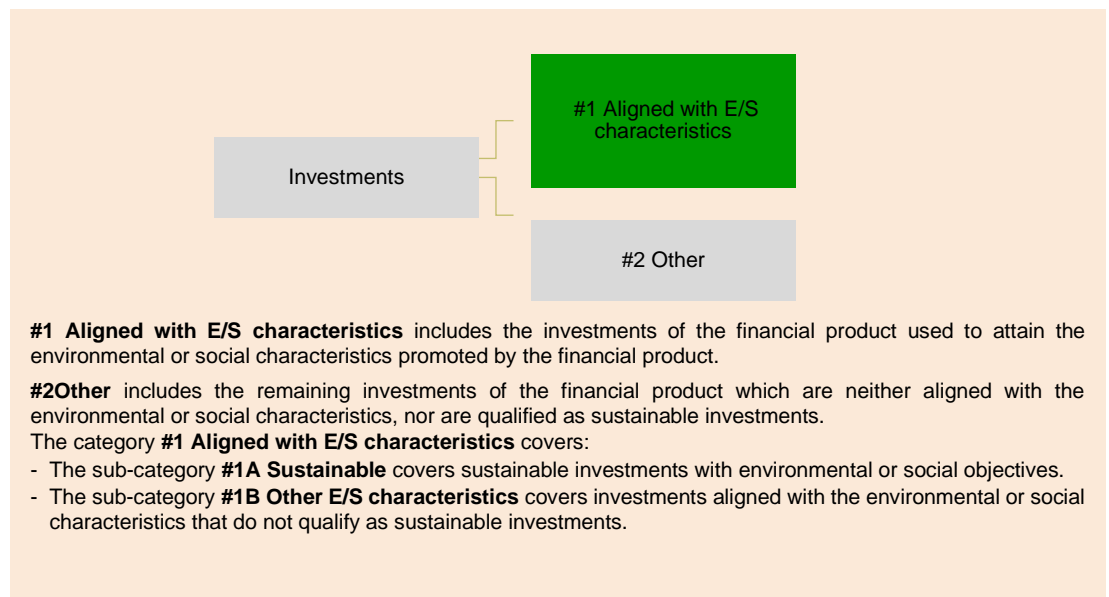 #1 Aligned with E/S
characteristics
Investments
#2 Other
#1 Aligned with E/S characteristics includes the investments of the financial product used to attain the
environmental or social characteristics promoted by the financial product.
#2Other includes the remaining investments of the financial product which are neither aligned with the
environmental or social characteristics, nor are qualified as sustainable investments.
The category #1 Aligned with E/S characteristics covers:
- The sub-category #1A Sustainable covers sustainable investments with environmental or social objectives.
- The sub-category #1B Other E/S characteristics covers investments aligned with the environmental or social
characteristics that do not qualify as sustainable investments.